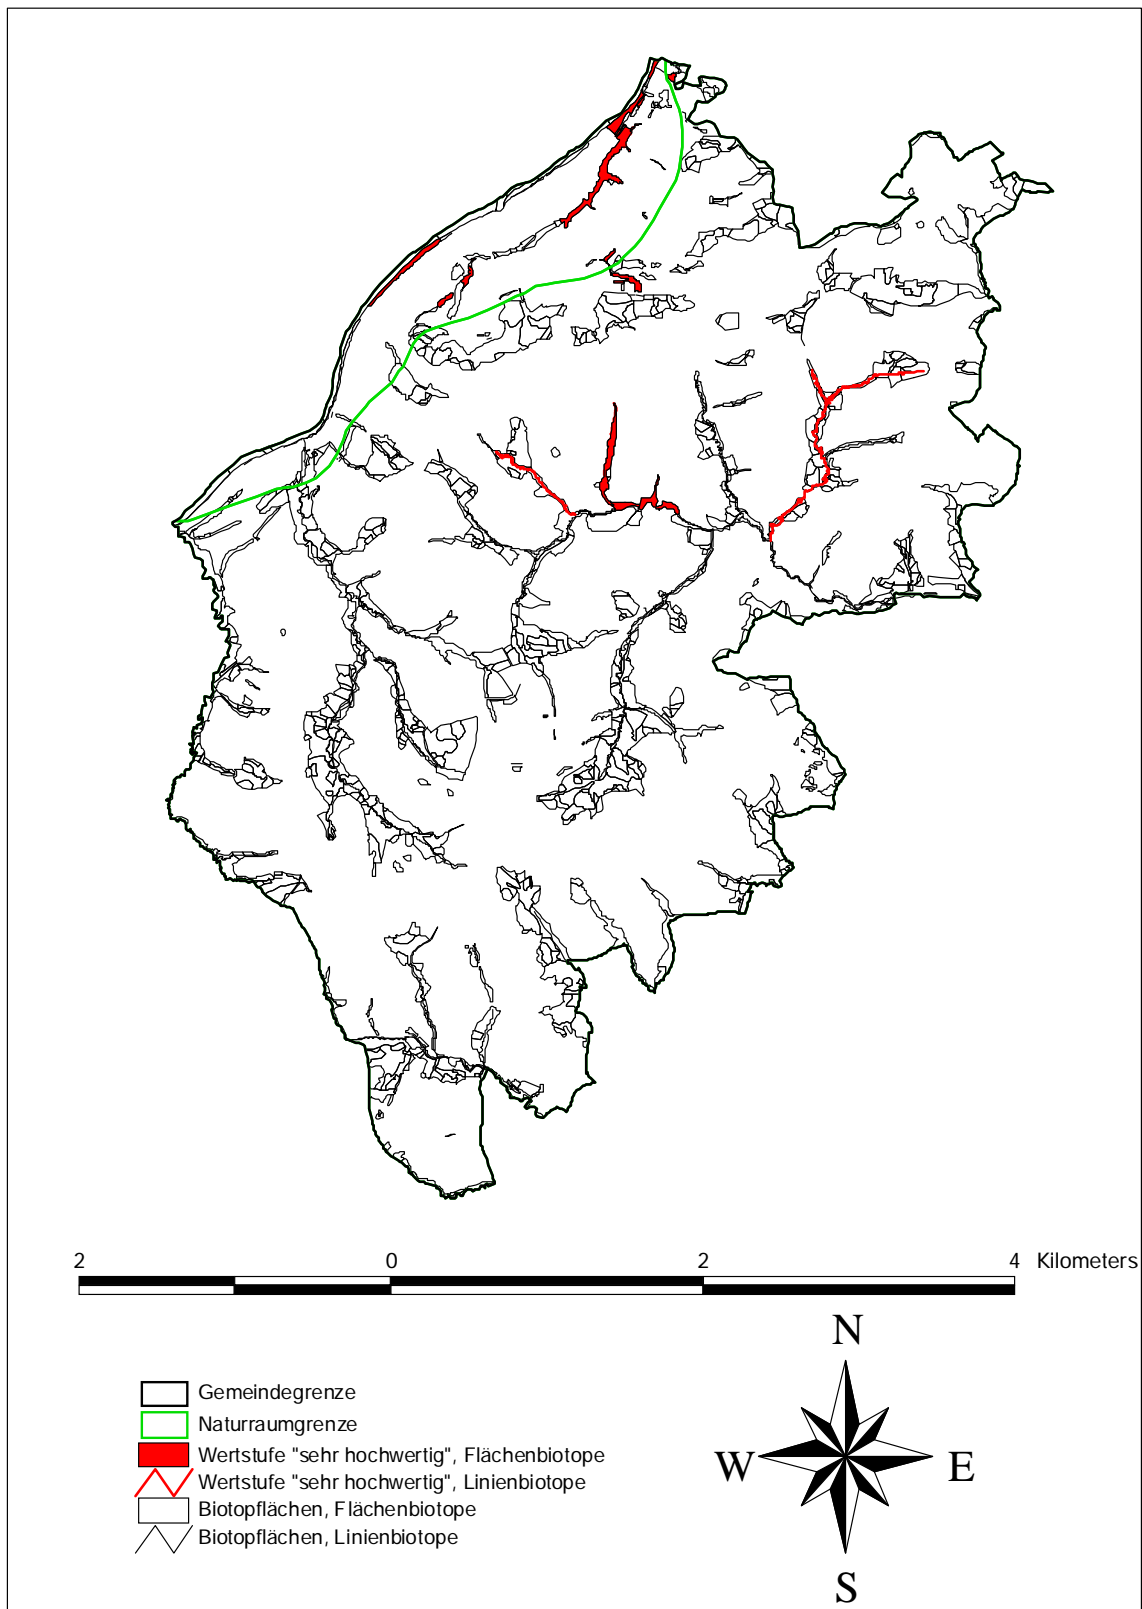 2 0 2 4 Kilometers
N
W E
S
Gemeindegrenze
Naturraumgrenze
Wertstufe "sehr hochwertig", Flächenbiotope
Wertstufe "sehr hochwertig", Linienbiotope
Biotopflächen, Flächenbiotope
Biotopflächen, Linienbiotope